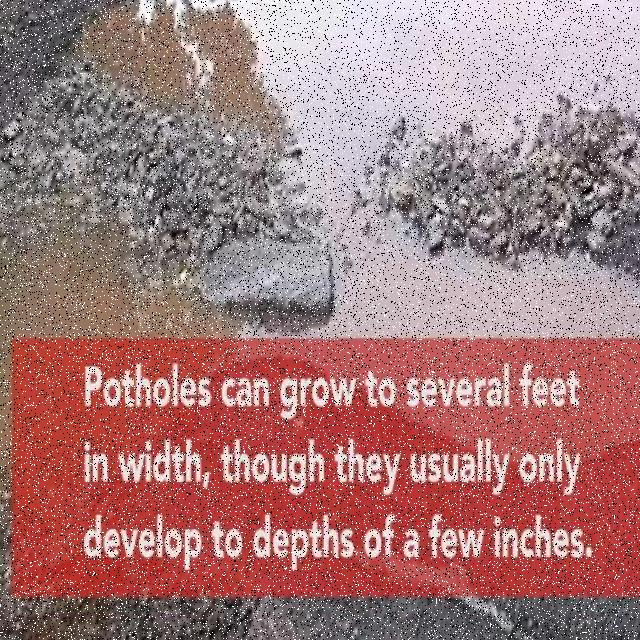 Potholes can grow to several feet
in width, though they usually only
develop to depths of a few inches.